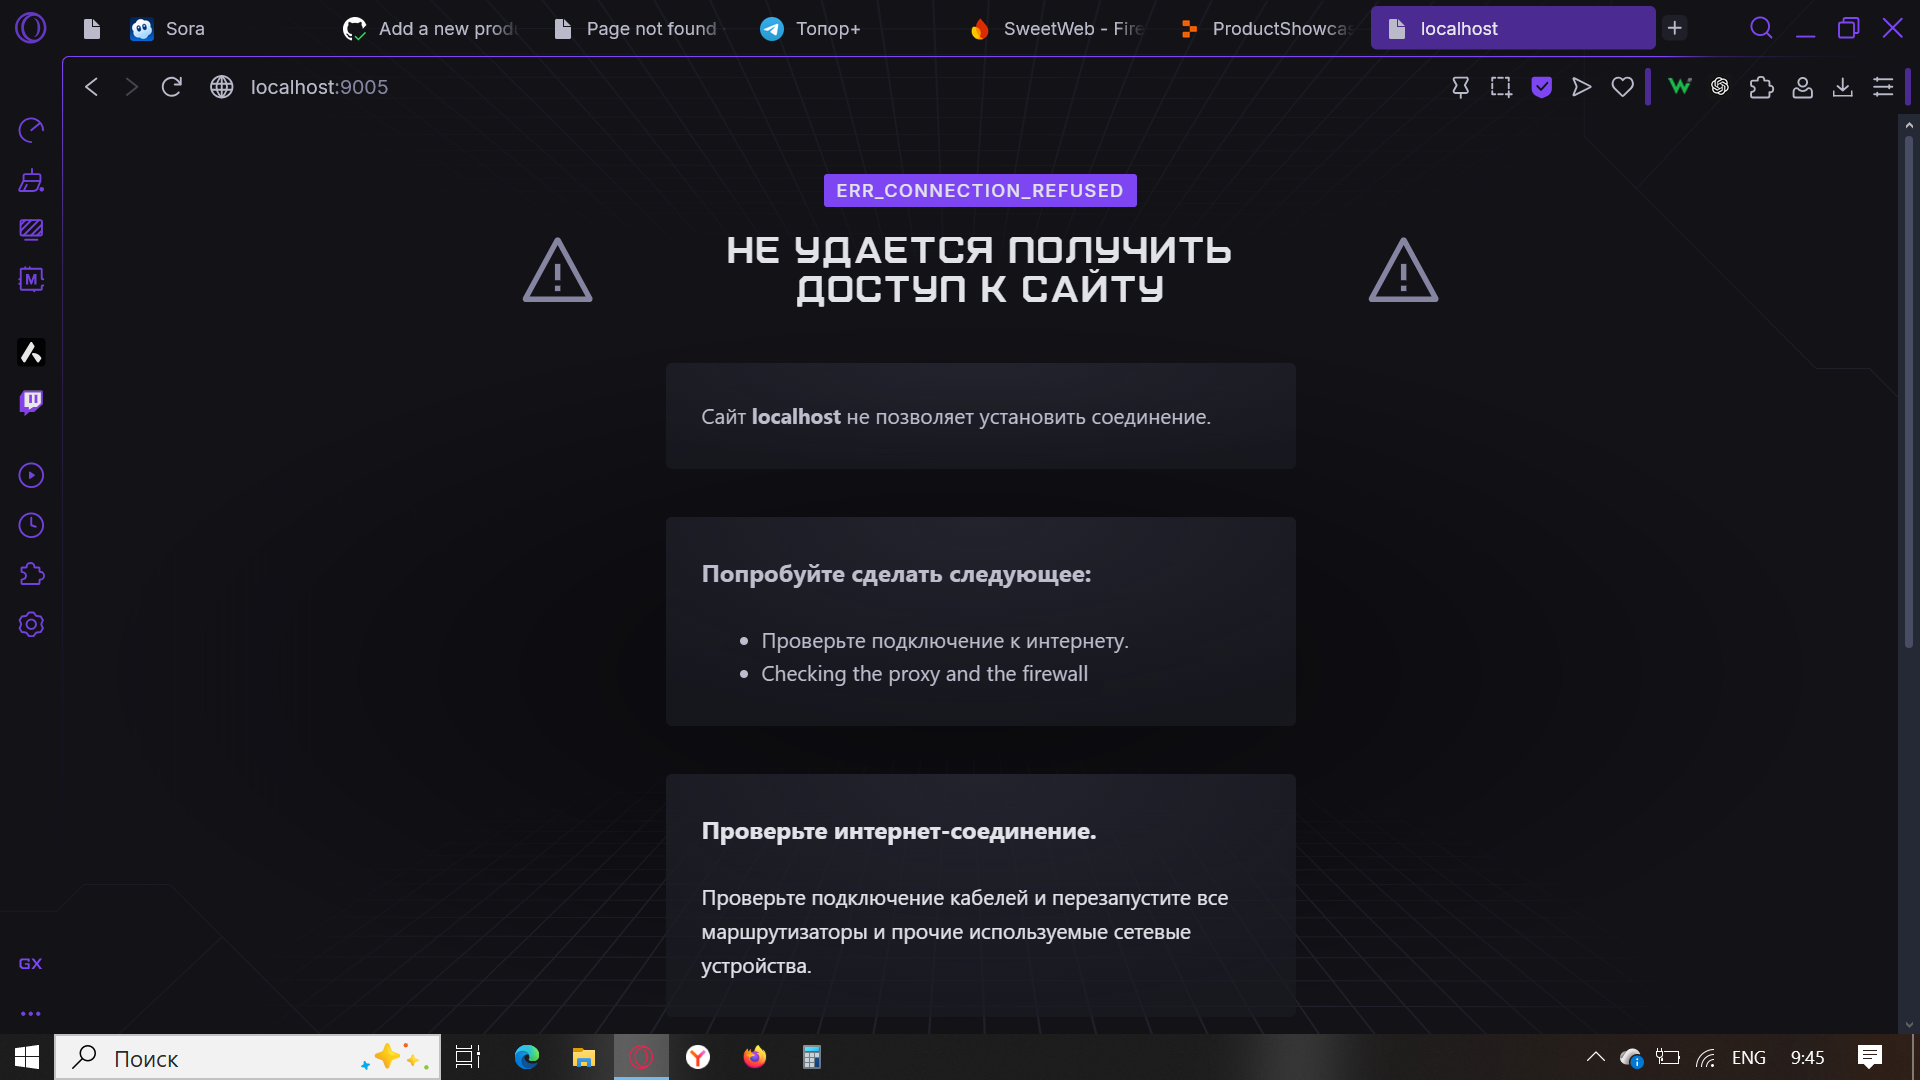 Sora
Add a new prod
Page not found
Топор+
SweetWeb - Fire
ProductShowcas
localhost
localhost:9005
ERR_CONNECTION_REFUSED
НЕ УДАЕТСЯ ПОЛУЧИТЬ
ДОСТУП К САЙТУ
Сайт localhost не позволяет установить соединение.
Попробуйте сделать следующее:
Проверьте подключение к интернету.
Checking the proxy and the firewall
Проверьте интернет-соединение.
Проверьте подключение кабелей и перезапустите все
маршрутизаторы и прочие используемые сетевые
устройства.
M
GX
Поиск
ENG
9:45